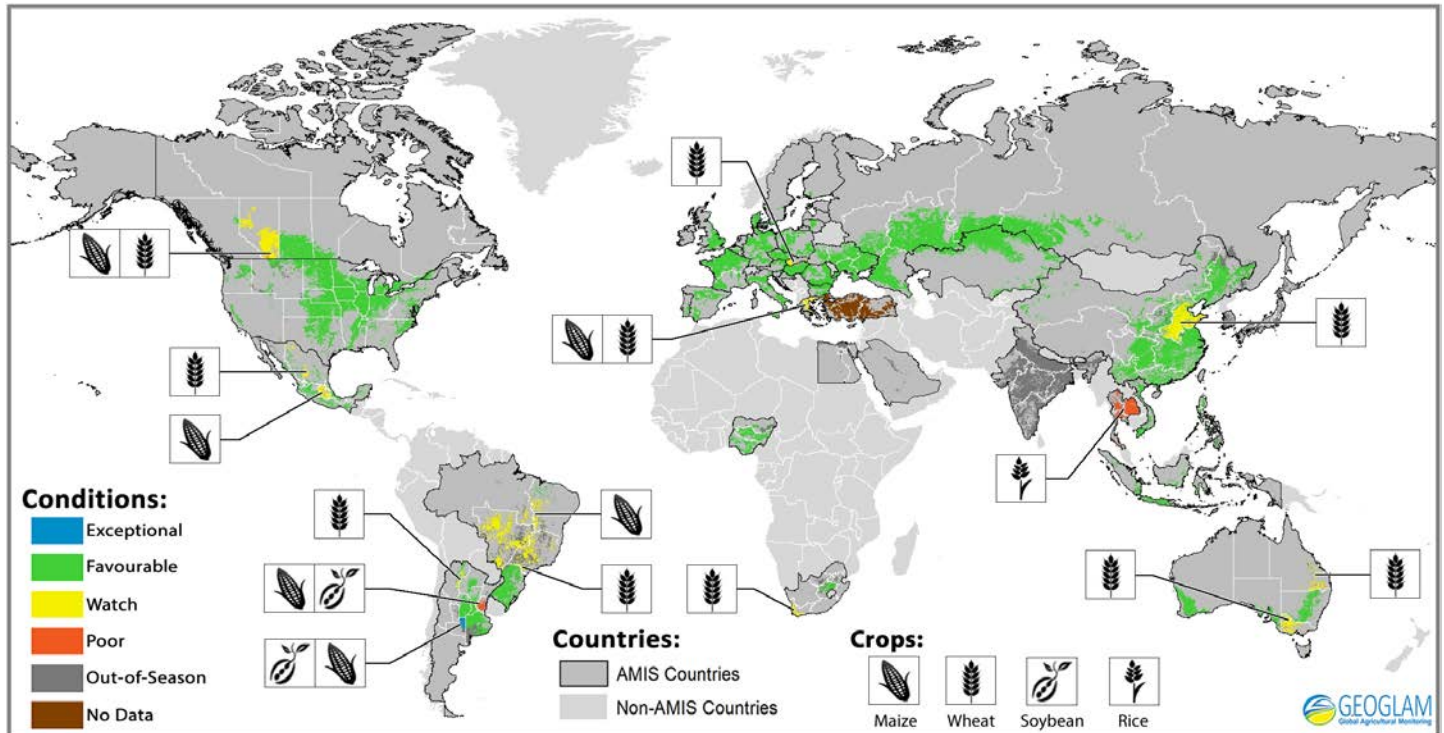 Conditions:
Exceptional
Favourable
Watch
Poor
Out-of-Season
No Data
Countries:
AMIS Countries
Non-AMIS Countries
Crops:
Maize
Wheat
Soybean
Rice
GEOGLAM
Global Agricultural Monitoring